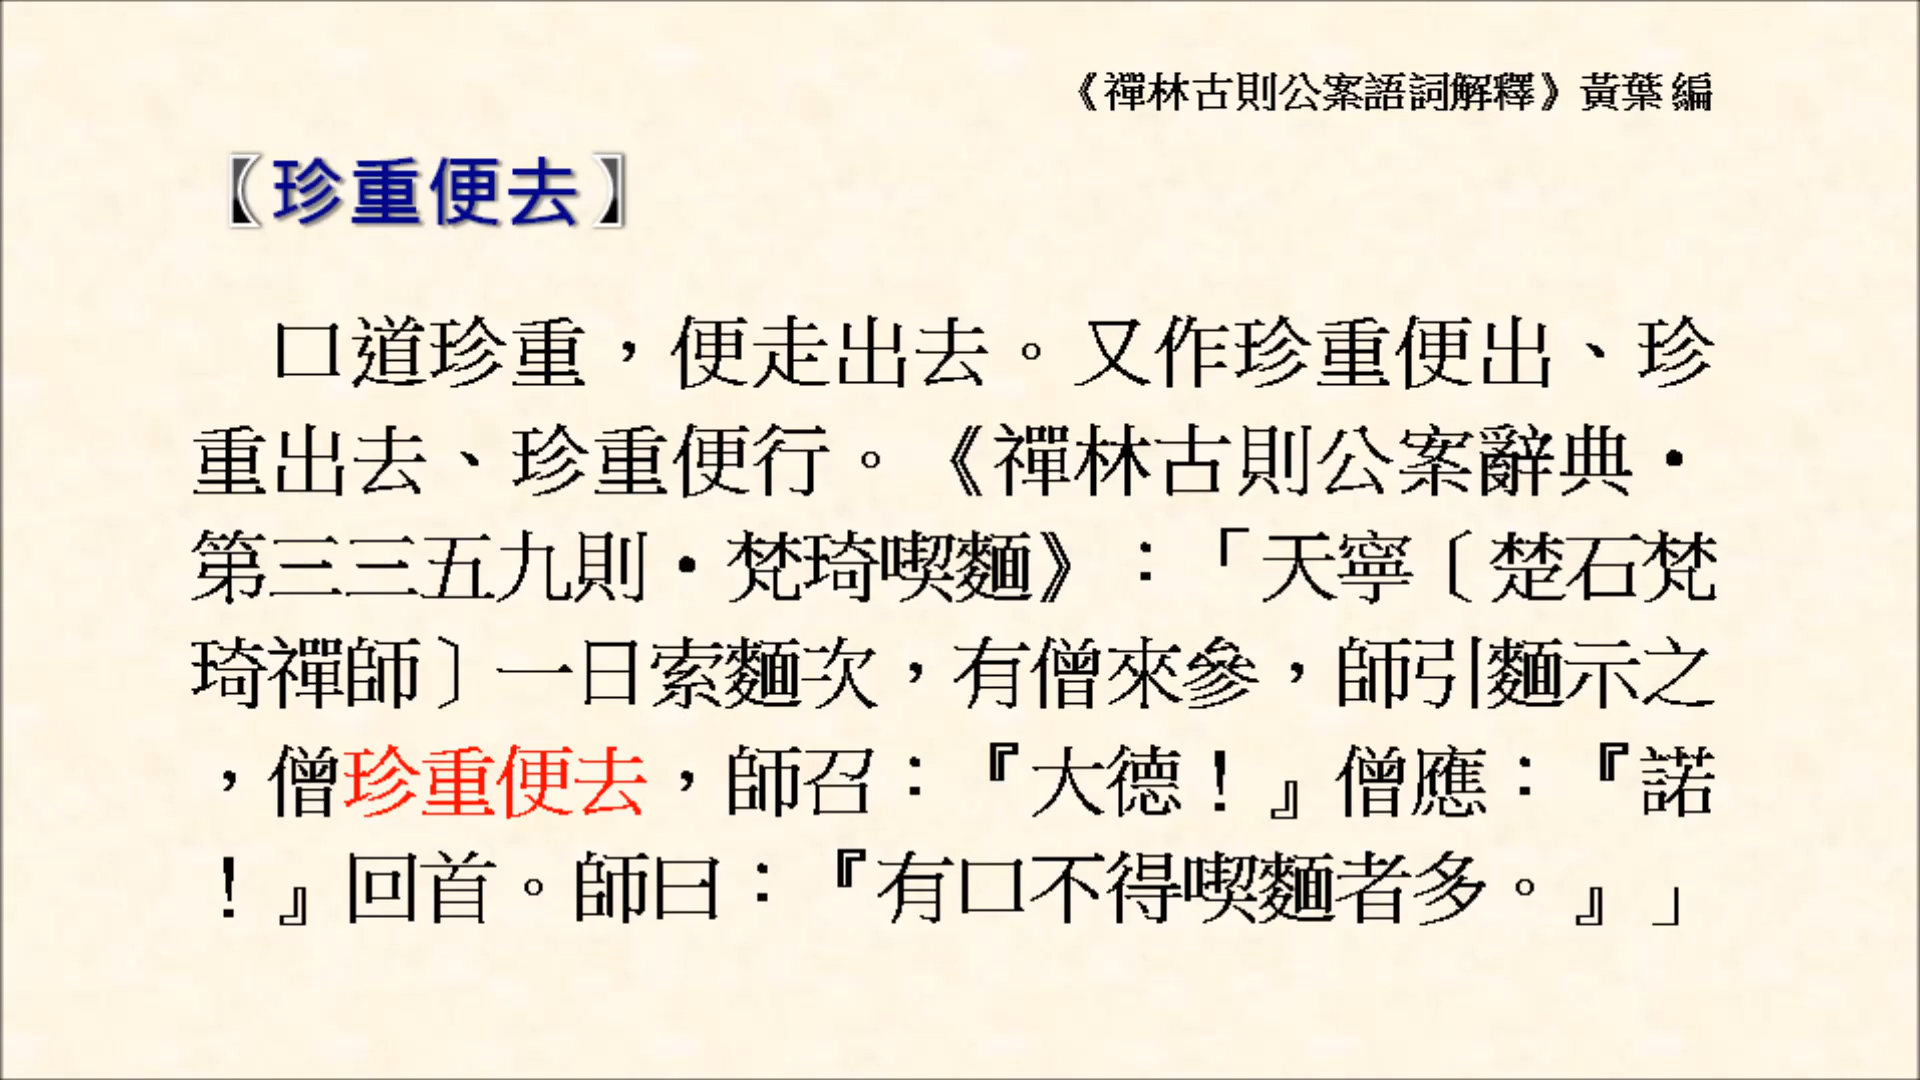 《禪林古則公案語詞解釋》黃葉 編
【珍重便去】
口道珍重，便走出去。又作珍重便出、珍
重出去、珍重便行。《禪林古則公案辭典•
第三三五九則•梵琦喫麵》：「天寧〔楚石梵
琦禪師〕一日索麵次，有僧來參，師引麵示之
，僧珍重便去，師召：『大德！』僧應：『諾
！』回首。師曰：『有口不得喫麵者多。』」